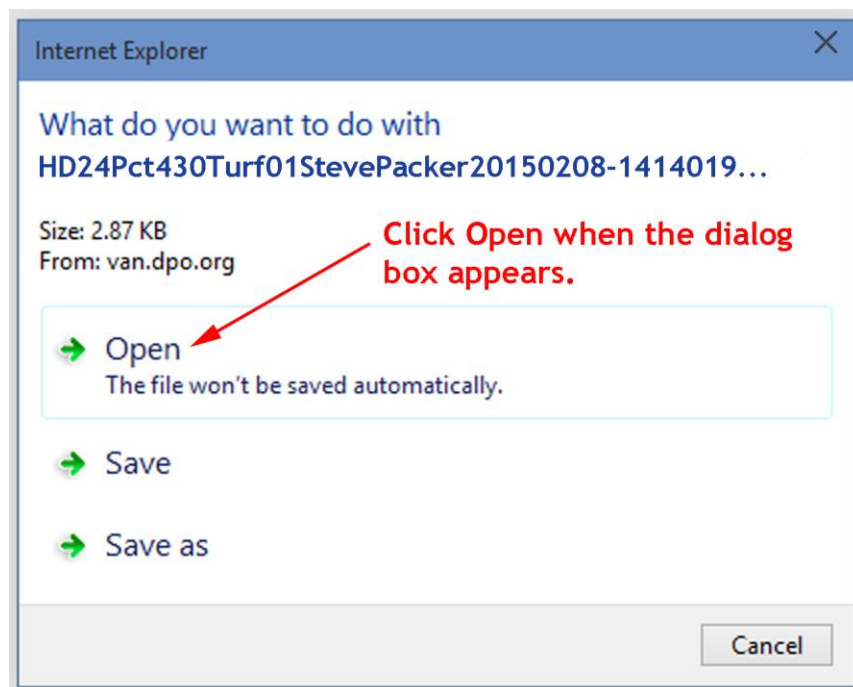 Internet Explorer
What do you want to do with
HD24Pct430Turf01StevePacker20150208-1414019...
Size: 2.87 KB
From: van.dpo.org
Click Open when the dialog
box appears.
Open
The file won't be saved automatically.
Save
Save as
Cancel